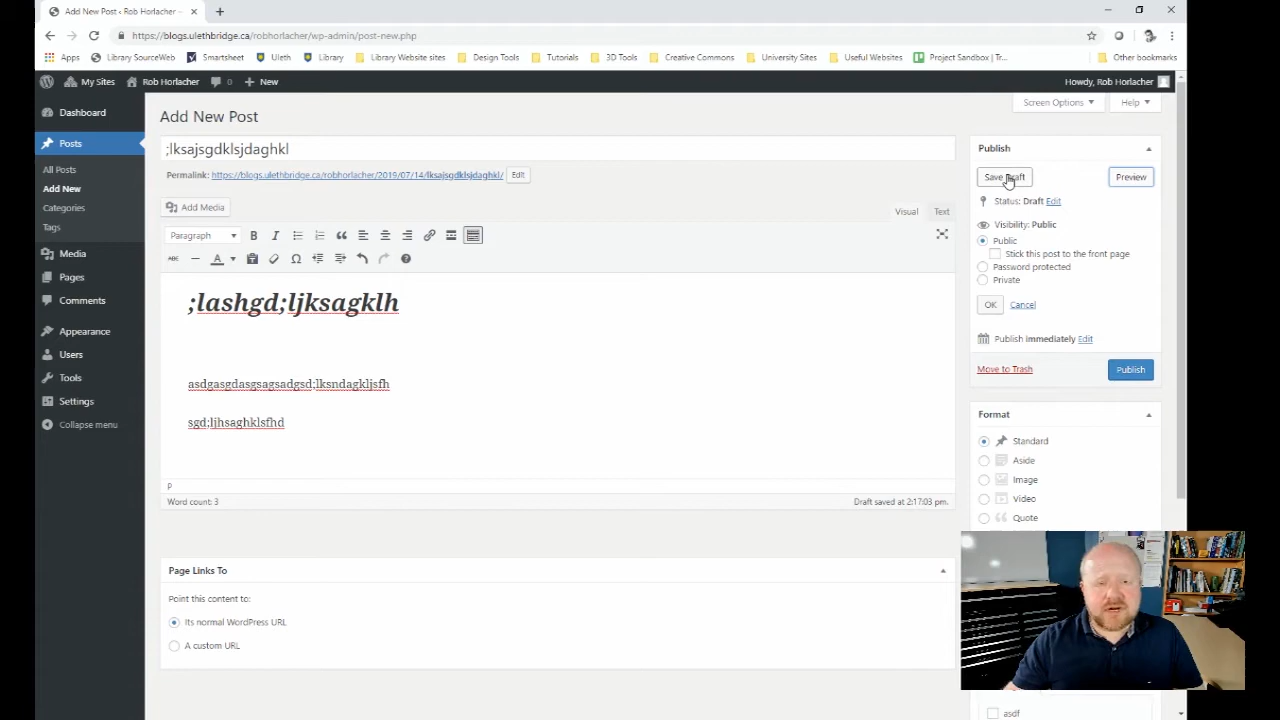 Add New Post ‹ Rob Horlacher
https://blogs.ulethbridge.ca/robhorlacher/wp-admin/post-new.php
Apps Library SourceWeb Smartsheet Uleth Library Library Website sites Design Tools Tutorials 3D Tools Creative Commons University Sites Useful Websites Project Management Tr... Other bookmarks
My Sites Rob Horlacher 0 New Howdy, Rob Horlacher
Screen Options Help
Dashboard
Posts
All Posts
Add New
Categories
Tags
Media
Pages
Comments
Appearance
Users
Tools
Settings
Collapse menu
Add New Post
;lksajsgdklsjdaghkl
Permalink: https://blogs.ulethbridge.ca/robhorlacher/2019/07/14/lksajsgdklsjdaghkl/ Edit
Add Media
Visual Text
Paragraph
;lashgd;ljksagklh
asdgasgdasgsagsadgsd;lksndagkljsfh
sgd;ljhsaghklsfhd
P
Word count: 3 Draft saved at 2:17:03 pm.
Page Links To
Point this content to:
Its normal WordPress URL
A custom URL
Publish
Save Draft Preview
Status: Draft Edit
Visibility: Public
Public
Stick this post to the front page
Password protected
Private
OK Cancel
Publish immediately Edit
Move to Trash Publish
Format
Standard
Aside
Image
Video
Quote
asdf